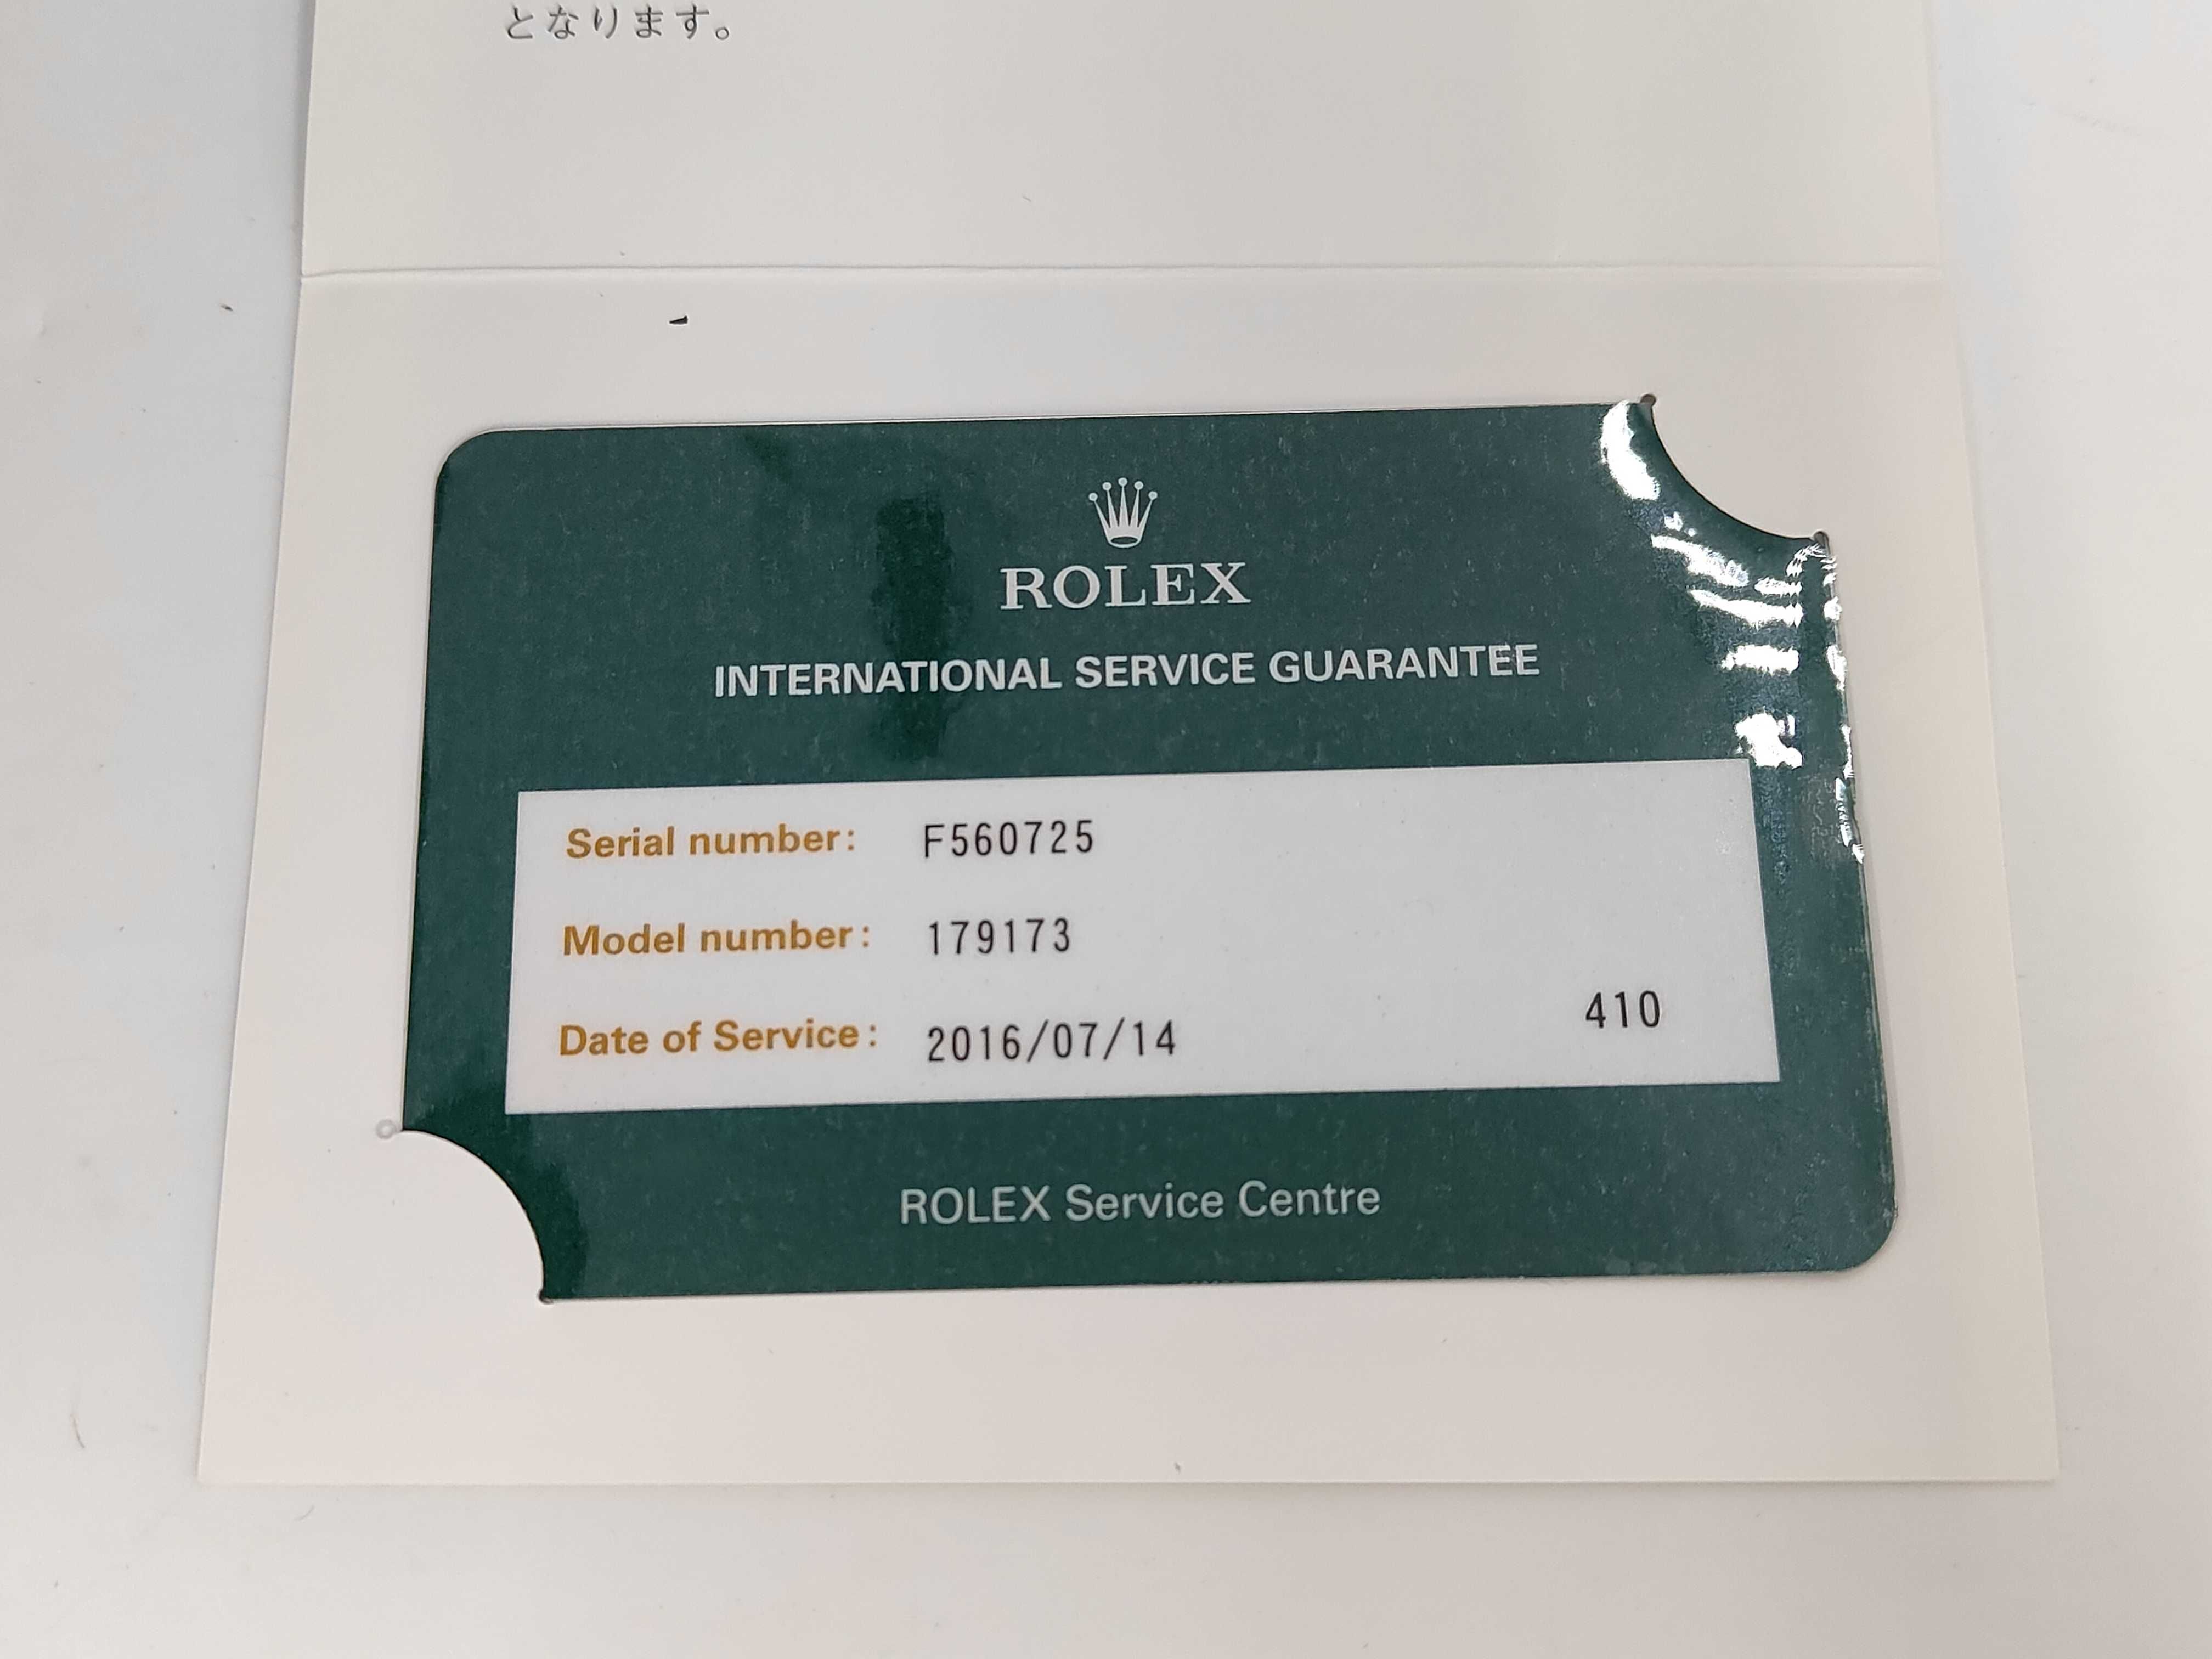 となります。
ROLEX
INTERNATIONAL SERVICE GUARANTEE
Serial number: F560725
Model number: 179173
Date of Service: 2016/07/14 410
ROLEX Service Centre